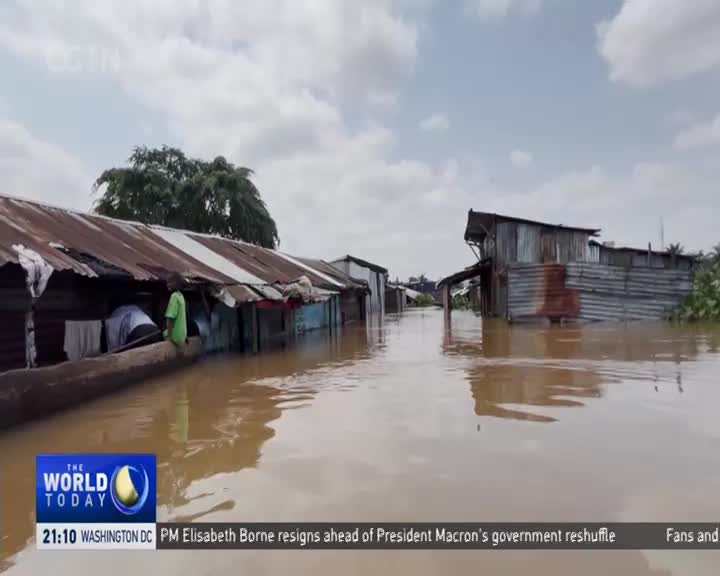 CGTN
THE
WORLD
TODAY
21:10 WASHINGTON DC
PM Elisabeth Borne resigns ahead of President Macron's government reshuffle
Fans and